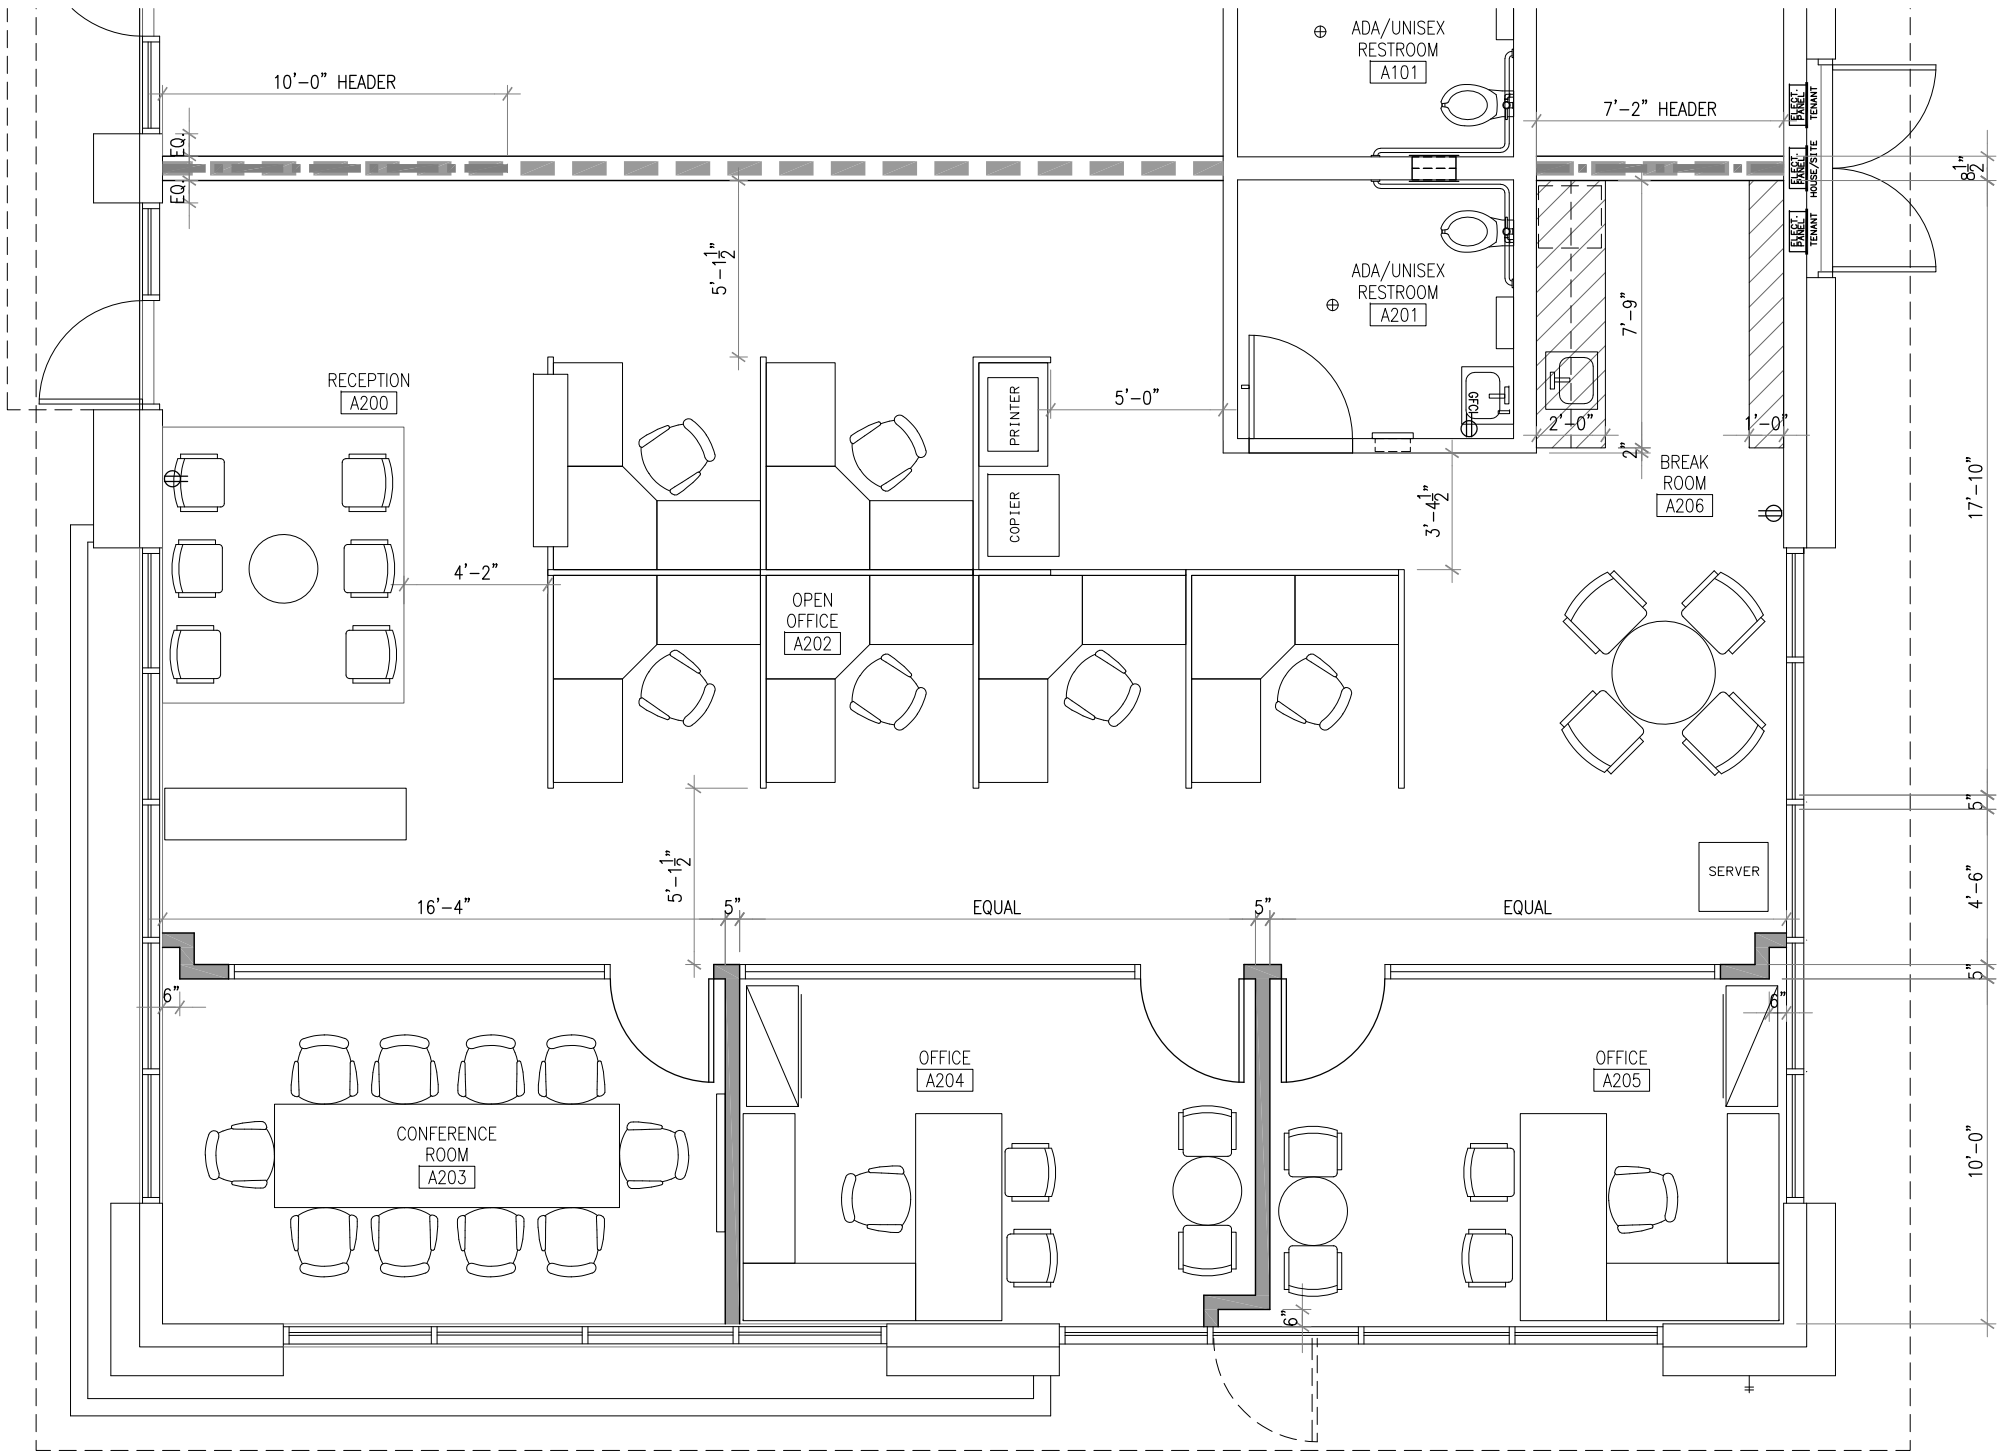 ADA/UNISEX
RESTROOM
A101
10'-0" HEADER
7'-2" HEADER
ELECT.
PANEL
TENANT
EQ.
EQ.
ELECT.
PANEL
HOUSE/SITE
8 1/2"
ELECT.
PANEL
TENANT
5'-1 1/2"
ADA/UNISEX
RESTROOM
A201
7'-9"
RECEPTION
A200
PRINTER
5'-0"
GFCI
2'-0"
1'-0"
2"
BREAK
ROOM
A206
17'-10"
COPIER
3'-4 1/2"
4'-2"
OPEN
OFFICE
A202
5"
5'-1 1/2"
SERVER
4'-6"
16'-4"
5"
EQUAL
5"
EQUAL
5"
6"
6"
OFFICE
A204
OFFICE
A205
CONFERENCE
ROOM
A203
10'-0"
6"